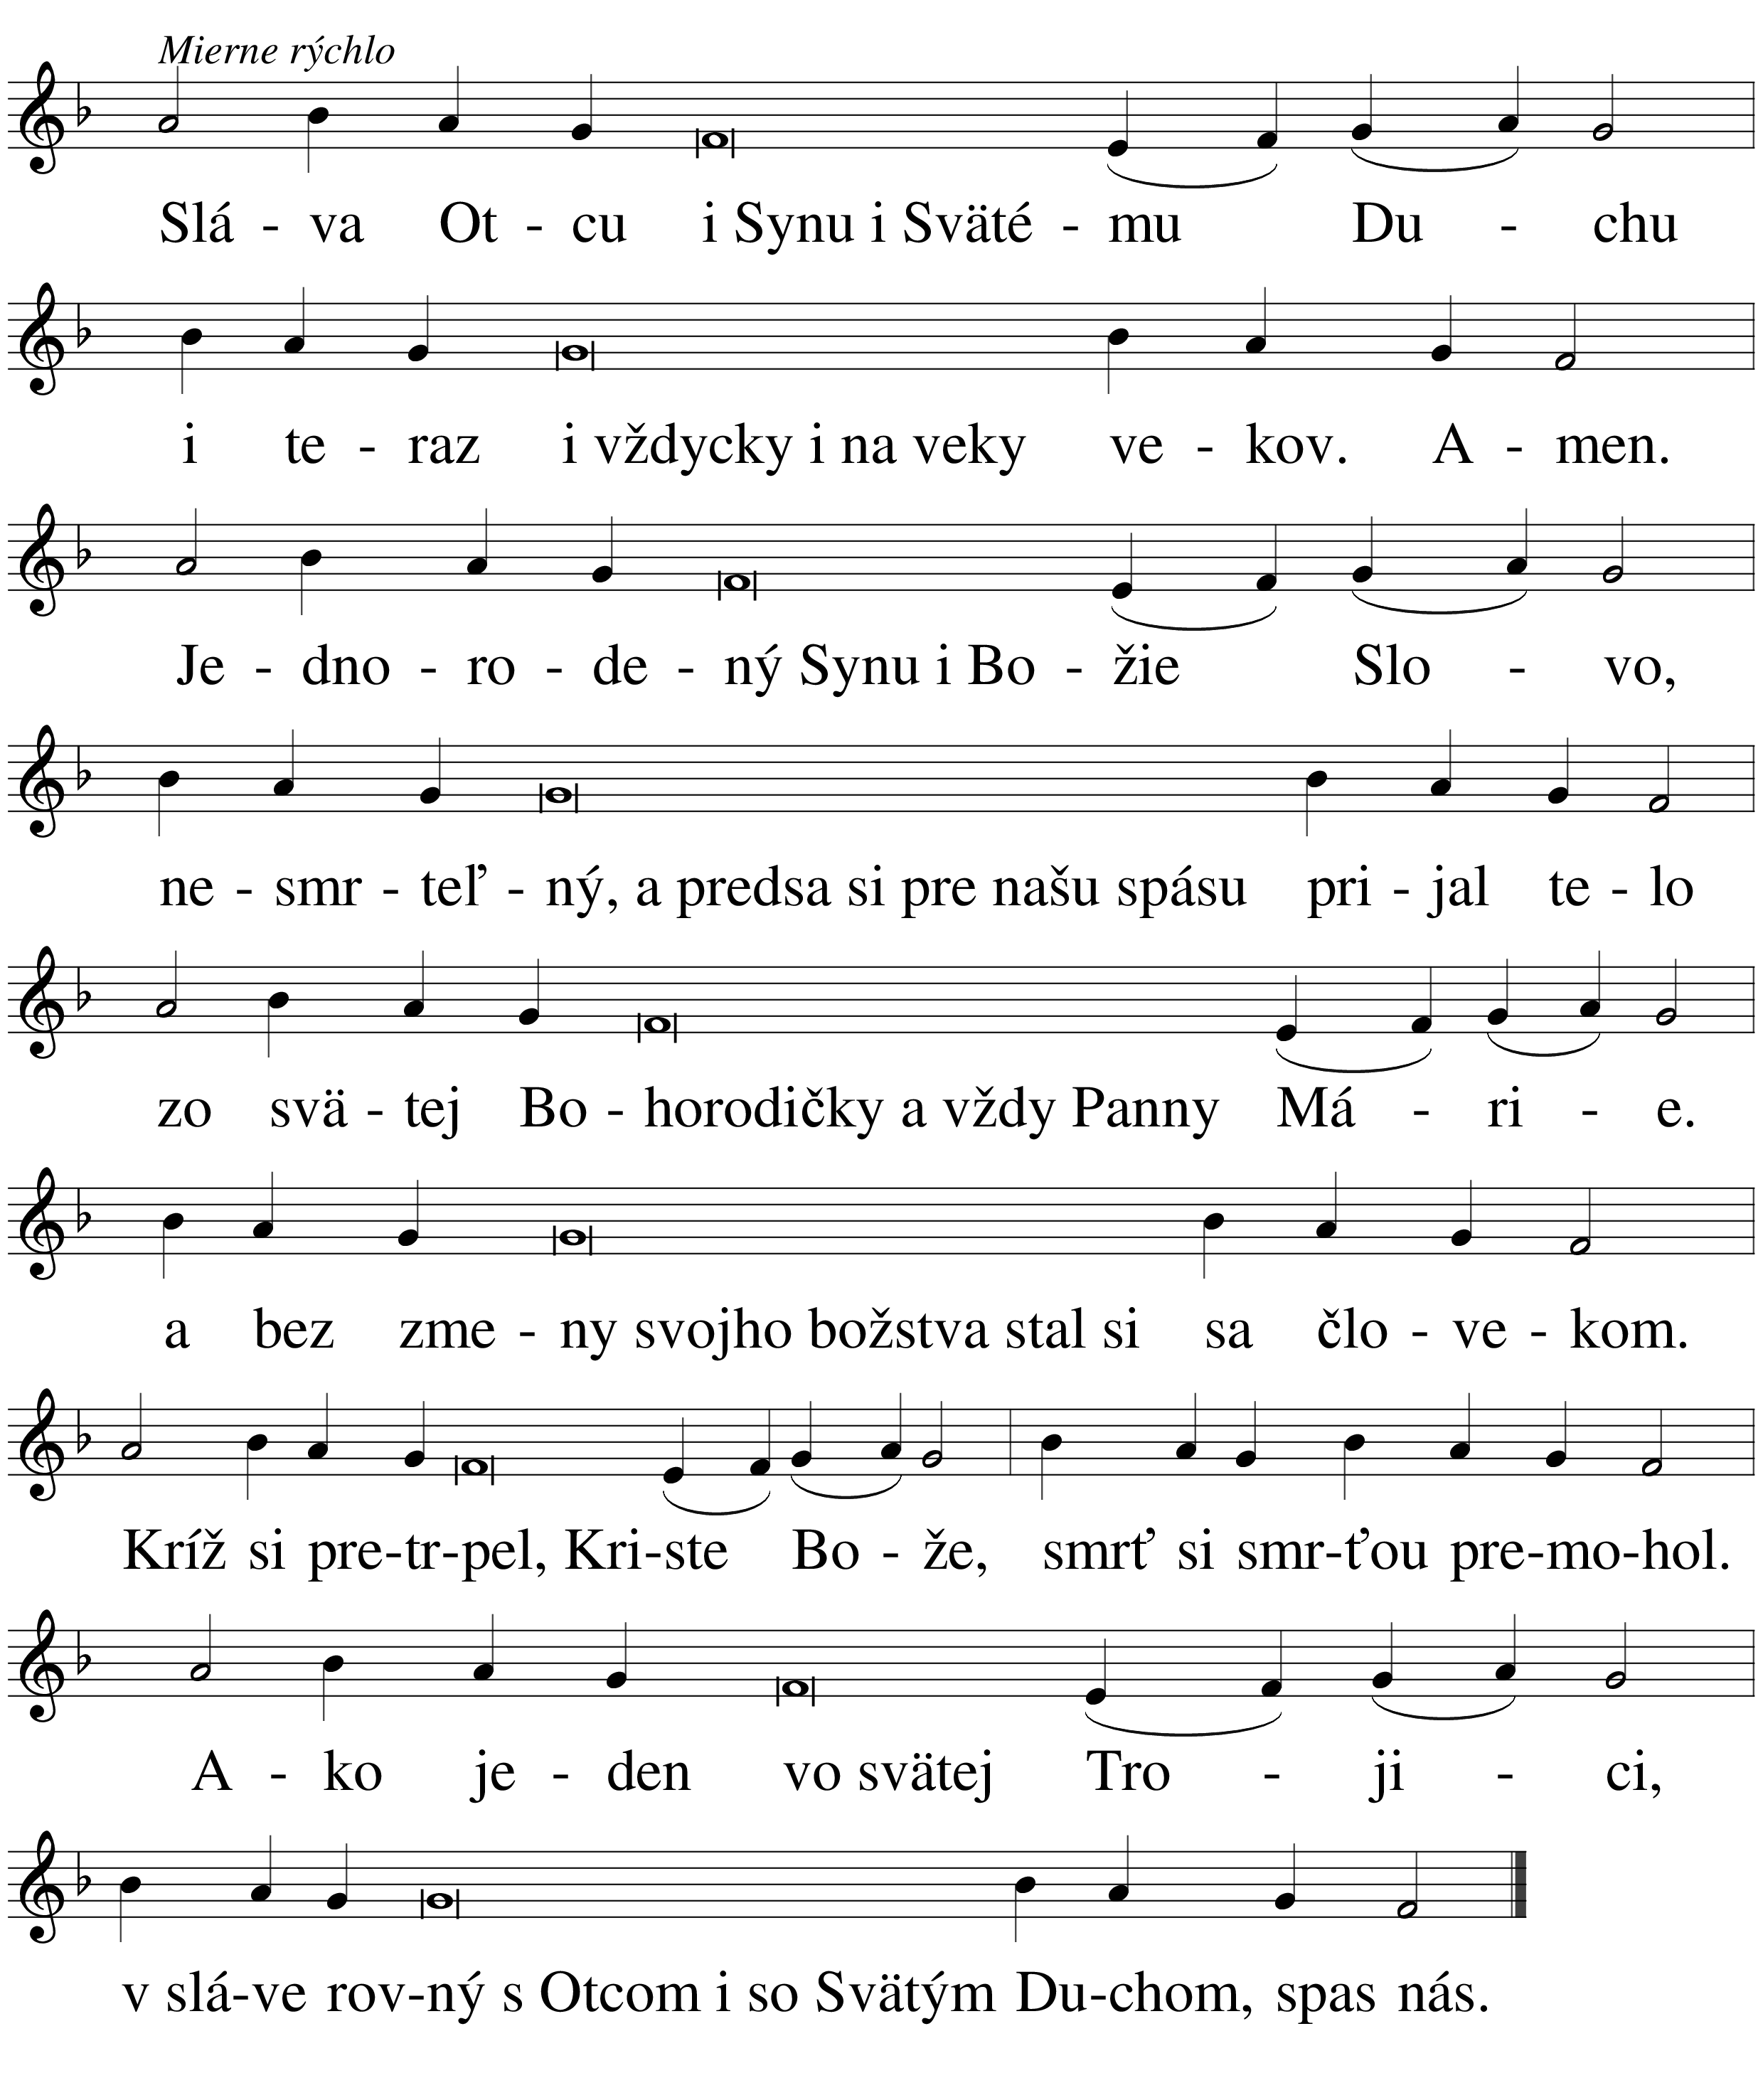 Mierne rýchlo
Slá - va Ot - cu i Synu i Sväté - mu Du - chu
i te - raz i vždycky i na veky ve - kov. A - men.
Je - dno - ro - de - ný Synu i Bo - žie Slo - vo,
ne - smr - teľ - ný, a predsa si pre našu spásu pri - jal te - lo
zo svä - tej Bo - horodičky a vždy Panny Má - ri - e.
a bez zme - ny svojho božstva stal si sa člo - ve - kom.
Kríž si pre-tr-pel, Kri-ste Bo - že, smrť si smr-ťou pre-mo-hol.
A - ko je - den vo svätej Tro - ji - ci,
v slá-ve rov-ný s Otcom i so Svätým Du-chom, spas nás.